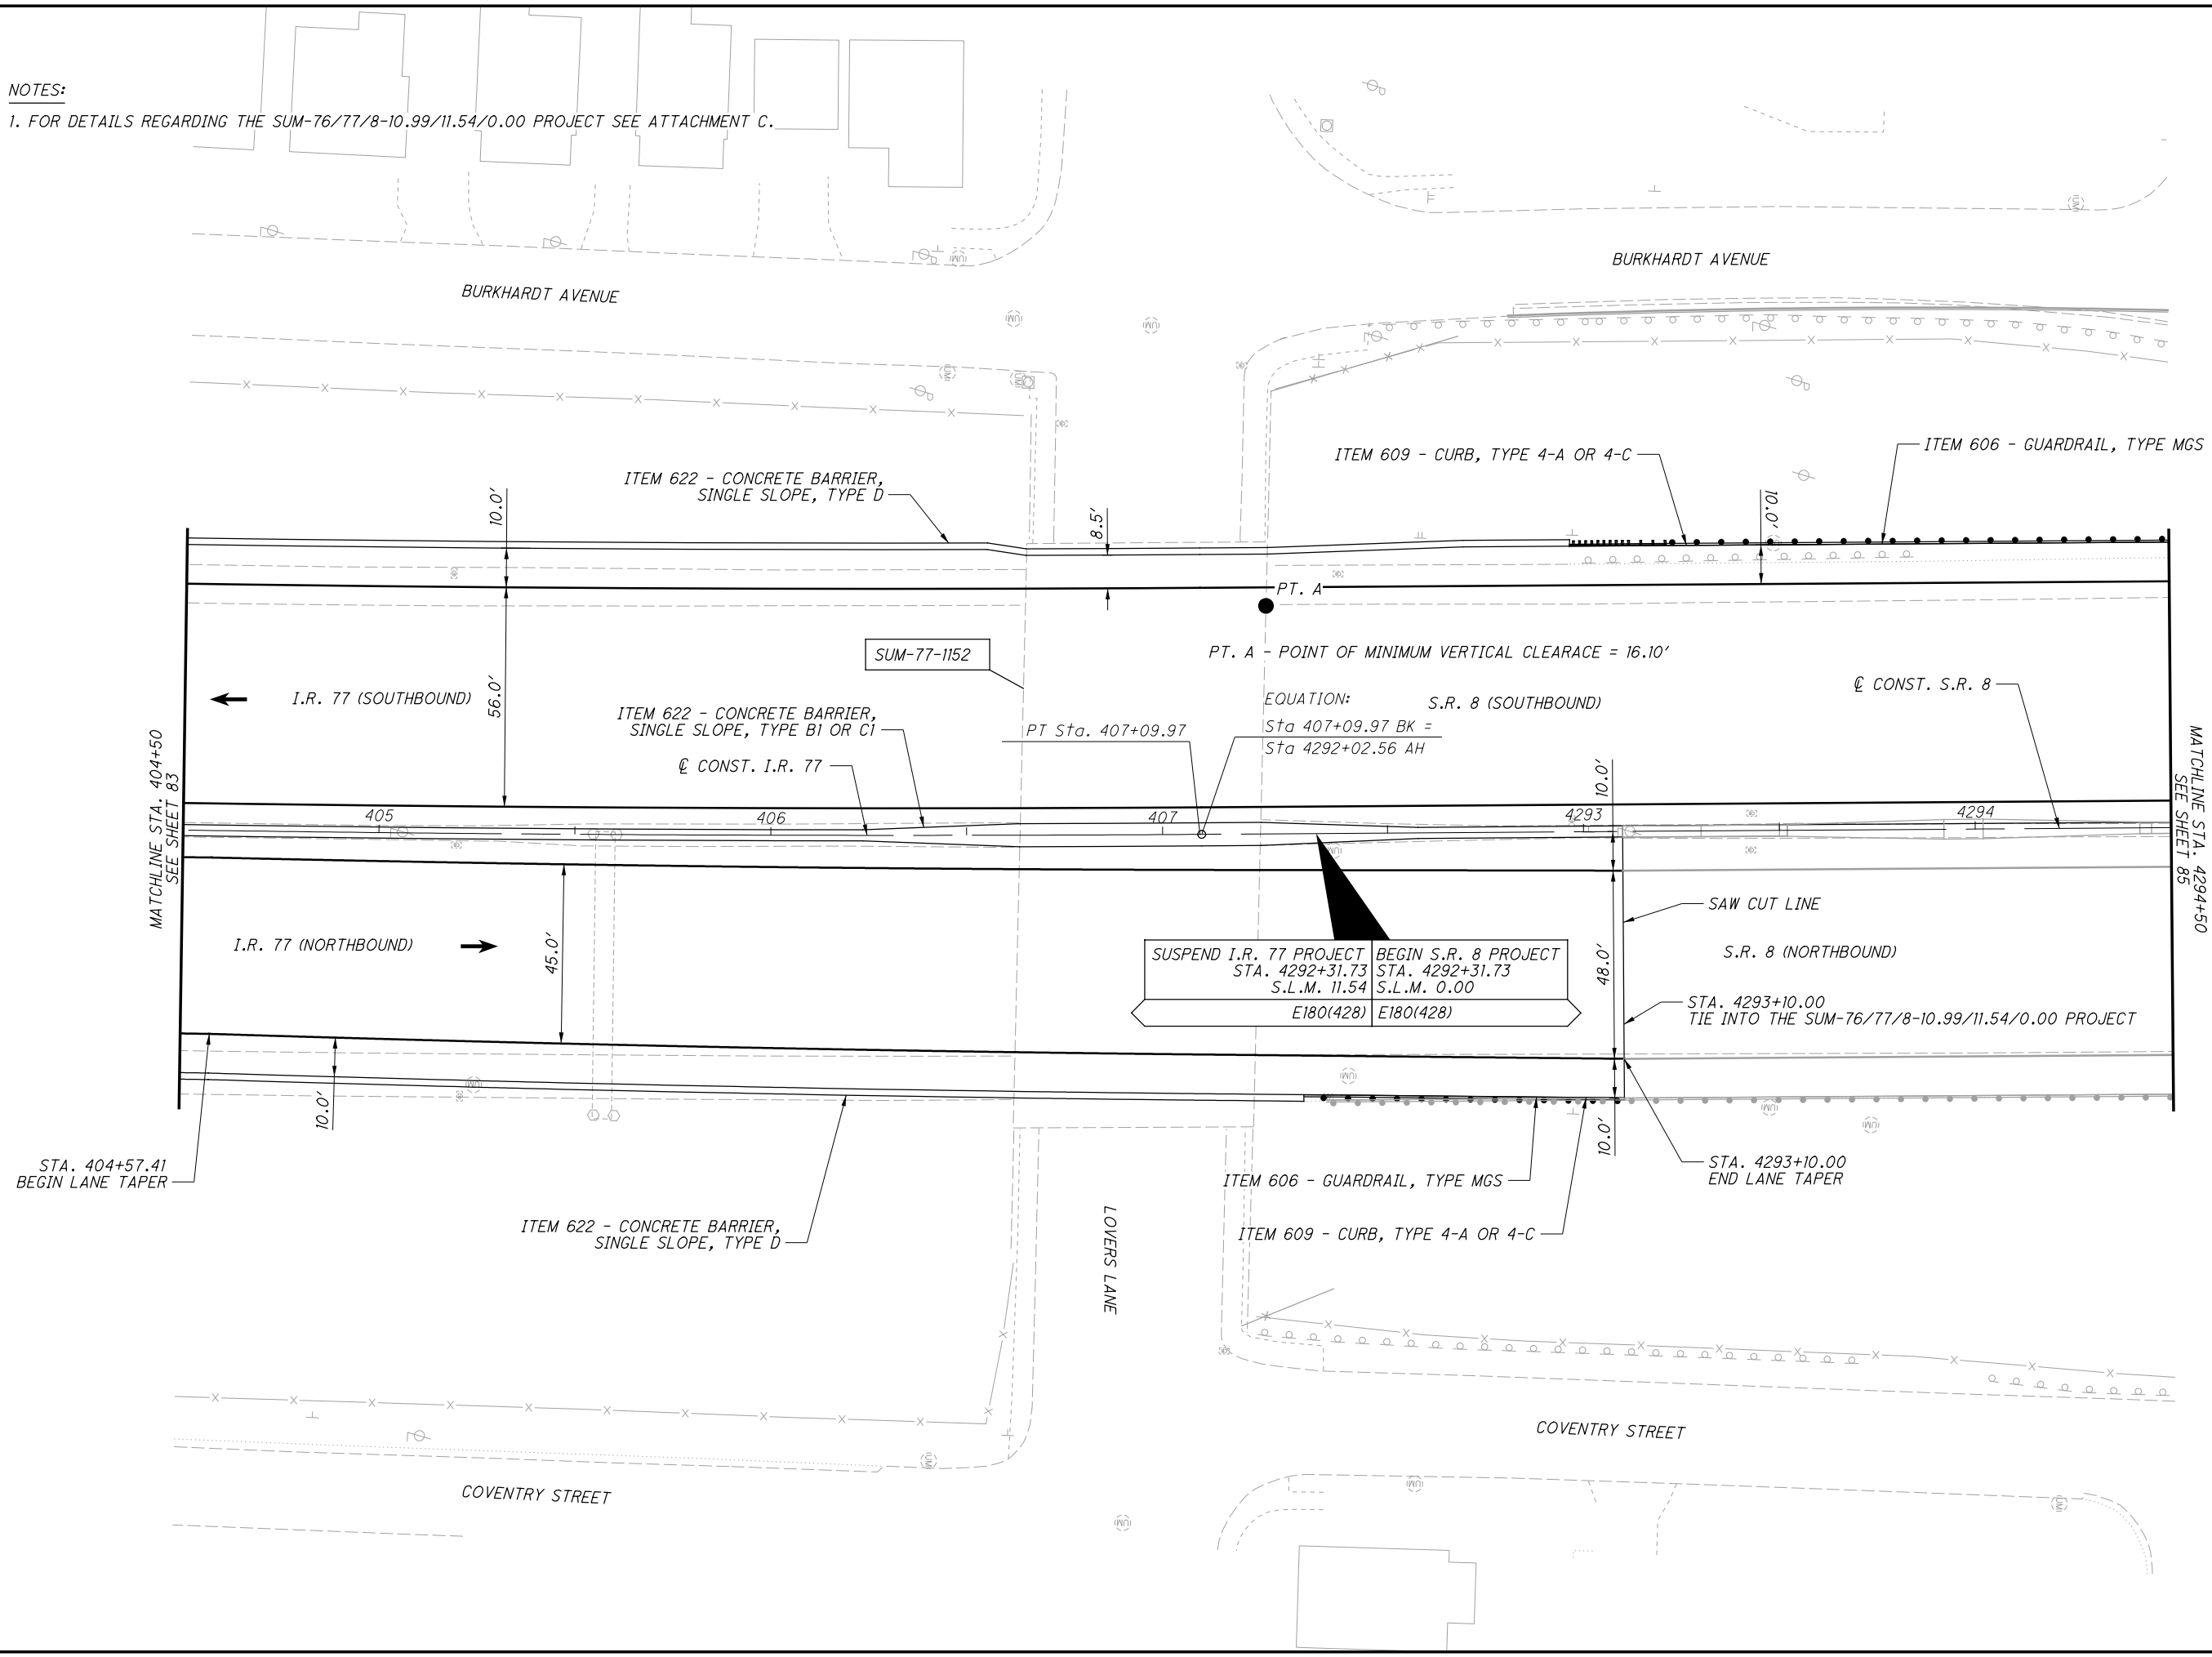 NOTES:
1. FOR DETAILS REGARDING THE SUM-76/77/8-10.99/11.54/0.00 PROJECT SEE ATTACHMENT C.
BURKHARDT AVENUE
BURKHARDT AVENUE
ITEM 609 - CURB, TYPE 4-A OR 4-C
ITEM 606 - GUARDRAIL, TYPE MGS
ITEM 622 - CONCRETE BARRIER,
SINGLE SLOPE, TYPE D
10.0'
8.5'
10.0'
PT. A
SUM-77-1152
PT. A - POINT OF MINIMUM VERTICAL CLEARACE = 16.10'
I.R. 77 (SOUTHBOUND)
56.0'
ITEM 622 - CONCRETE BARRIER,
SINGLE SLOPE, TYPE B1 OR C1
℄ CONST. I.R. 77
PT Sta. 407+09.97
EQUATION:
Sta 407+09.97 BK =
Sta 4292+02.56 AH
S.R. 8 (SOUTHBOUND)
℄ CONST. S.R. 8
MATCHLINE STA. 404+50
SEE SHEET 83
MATCHLINE STA. 4294+50
SEE SHEET 85
405
406
407
4293
4294
10.0'
I.R. 77 (NORTHBOUND)
45.0'
SUSPEND I.R. 77 PROJECT
STA. 4292+31.73
S.L.M. 11.54
E180(428)
BEGIN S.R. 8 PROJECT
STA. 4292+31.73
S.L.M. 0.00
E180(428)
48.0'
SAW CUT LINE
S.R. 8 (NORTHBOUND)
STA. 4293+10.00
TIE INTO THE SUM-76/77/8-10.99/11.54/0.00 PROJECT
10.0'
10.0'
STA. 404+57.41
BEGIN LANE TAPER
STA. 4293+10.00
END LANE TAPER
ITEM 606 - GUARDRAIL, TYPE MGS
ITEM 609 - CURB, TYPE 4-A OR 4-C
ITEM 622 - CONCRETE BARRIER,
SINGLE SLOPE, TYPE D
LOVERS LANE
COVENTRY STREET
COVENTRY STREET